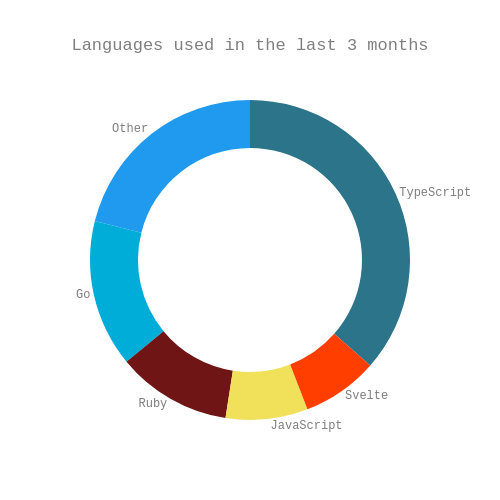 Languages used in the last 3 months
Other
TypeScript
Go
Svelte
Ruby
JavaScript